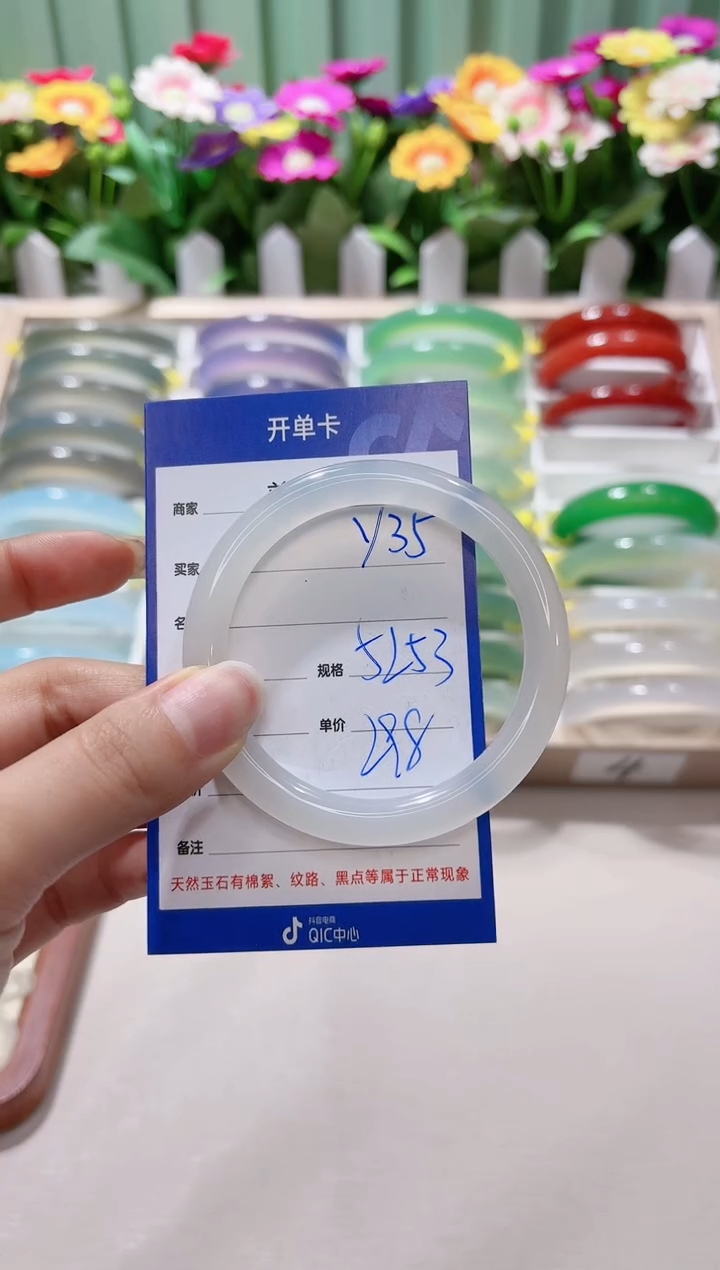 开单卡
商家
买家 Y35
名
规格 5253
单价 298
备注
天然玉石有棉絮、纹路、黑点等属于正常现象
抖音电商
QIC中心
4